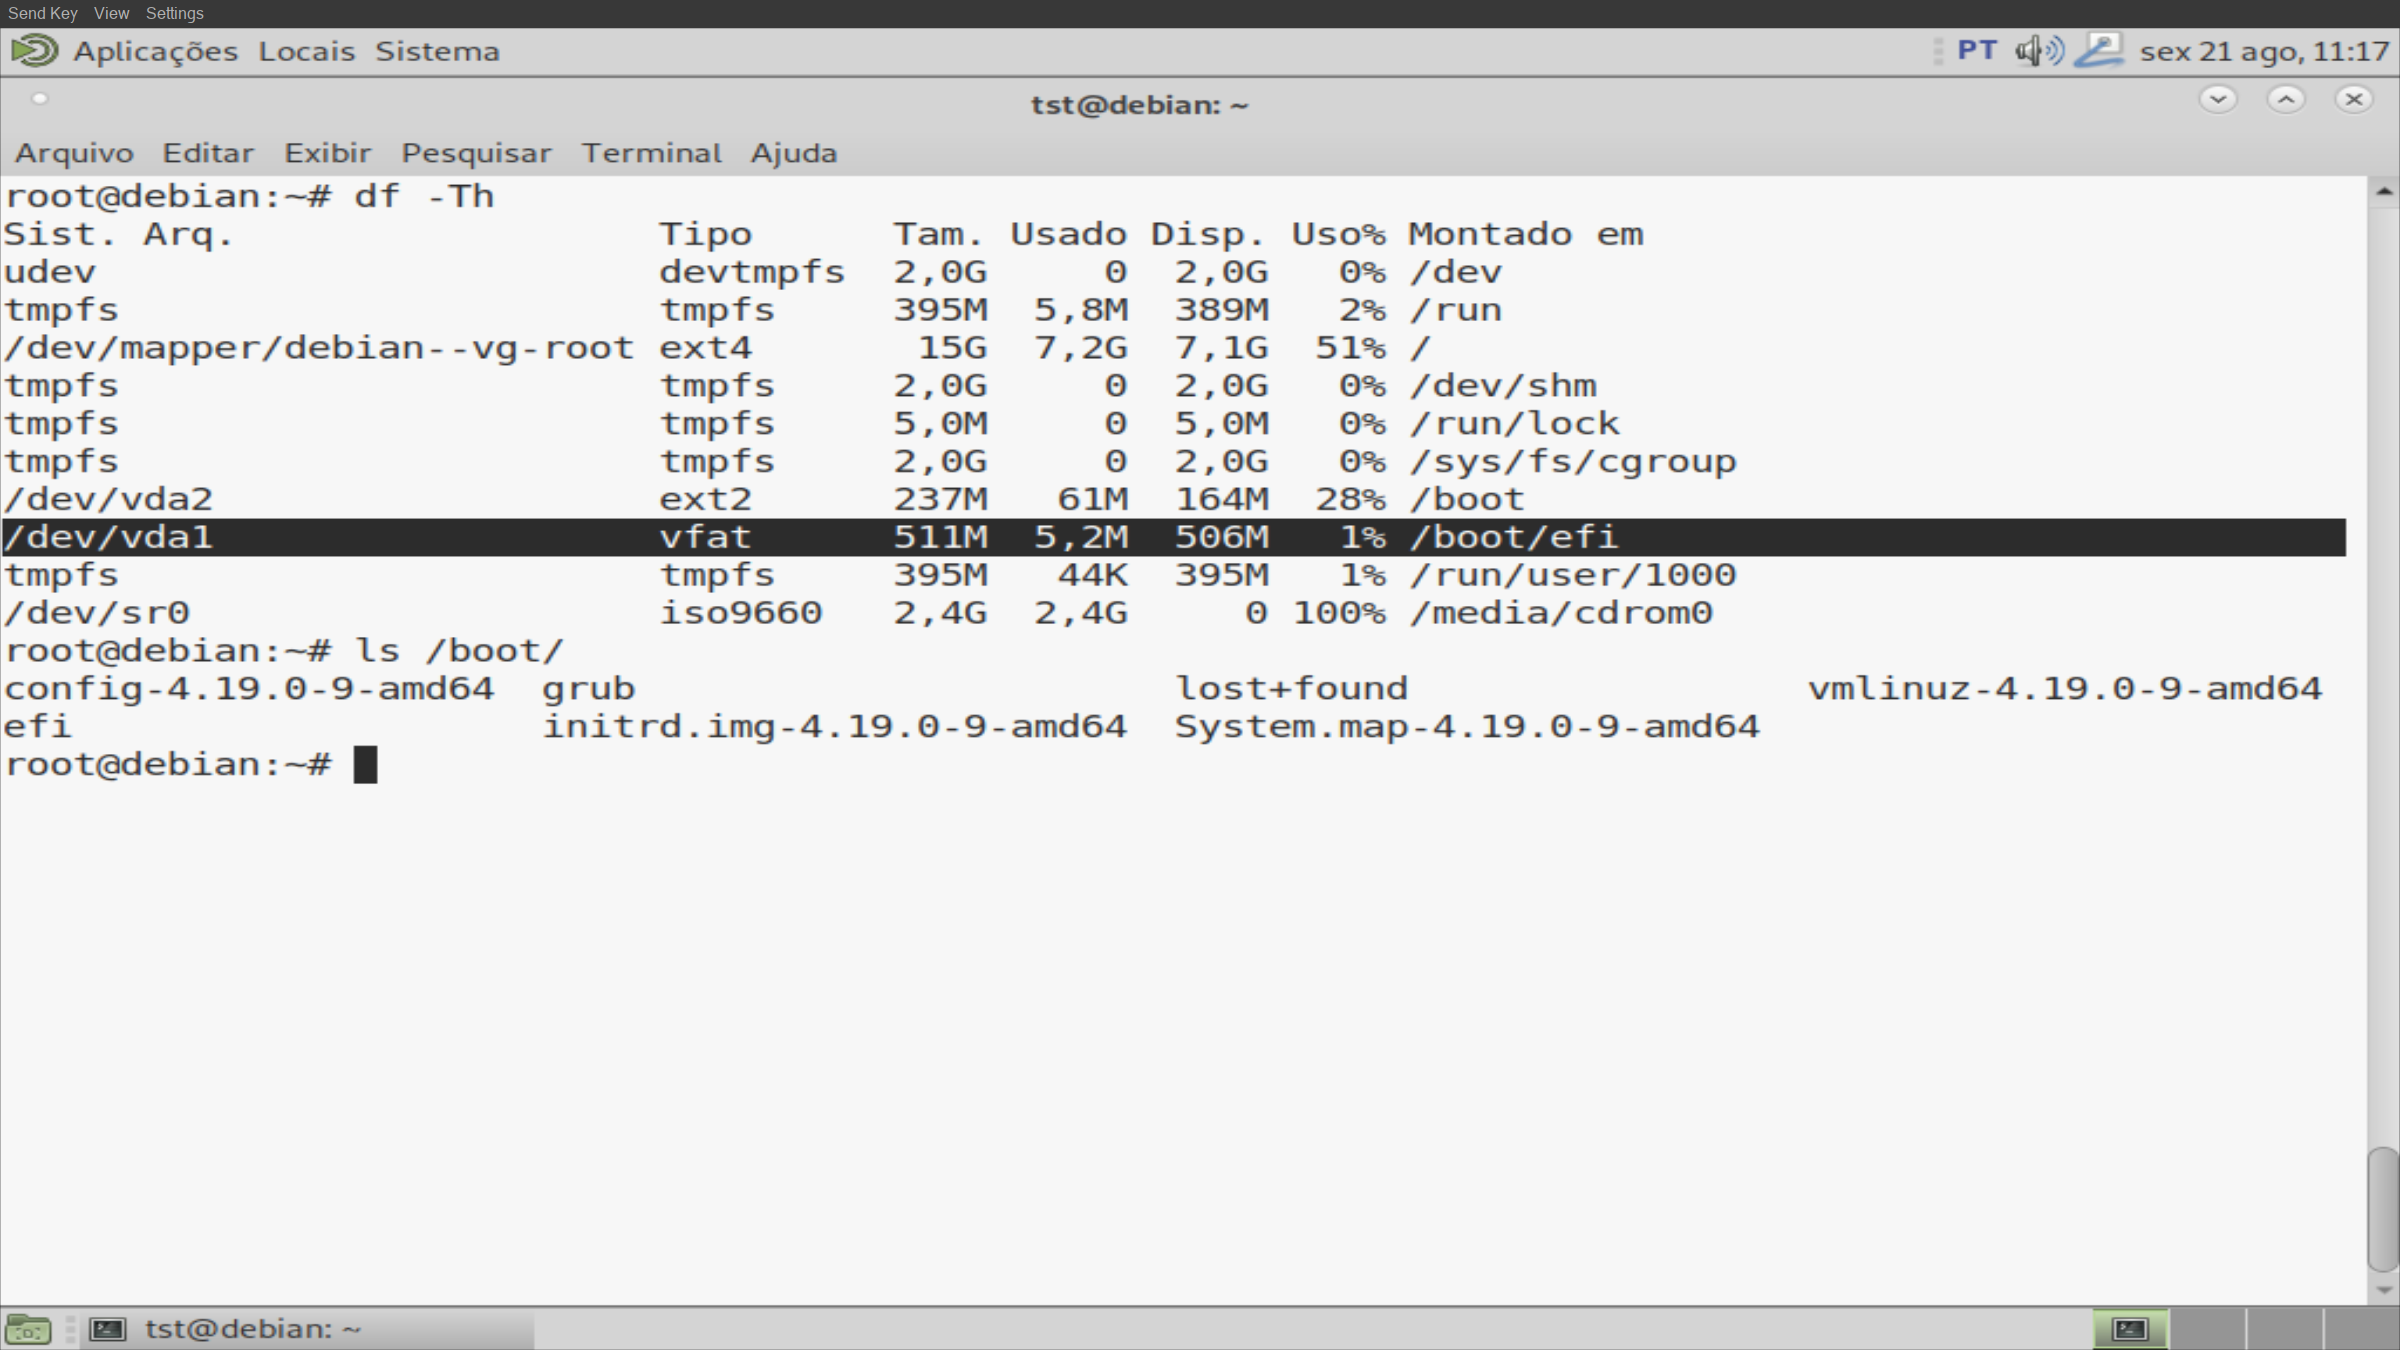 Send Key View Settings
Aplicações Locais Sistema PT sex 21 ago, 11:17
tst@debian: ~
Arquivo Editar Exibir Pesquisar Terminal Ajuda
root@debian:~# df -Th
Sist. Arq. Tipo Tam. Usado Disp. Uso% Montado em
udev devtmpfs 2,0G 0 2,0G 0% /dev
tmpfs tmpfs 395M 5,8M 389M 2% /run
/dev/mapper/debian--vg-root ext4 15G 7,2G 7,1G 51% /
tmpfs tmpfs 2,0G 0 2,0G 0% /dev/shm
tmpfs tmpfs 5,0M 0 5,0M 0% /run/lock
tmpfs tmpfs 2,0G 0 2,0G 0% /sys/fs/cgroup
/dev/vda2 ext2 237M 61M 164M 28% /boot
/dev/vda1 vfat 511M 5,2M 506M 1% /boot/efi
tmpfs tmpfs 395M 44K 395M 1% /run/user/1000
/dev/sr0 iso9660 2,4G 2,4G 0 100% /media/cdrom0
root@debian:~# ls /boot/
config-4.19.0-9-amd64 grub lost+found vmlinuz-4.19.0-9-amd64
efi initrd.img-4.19.0-9-amd64 System.map-4.19.0-9-amd64
root@debian:~#
tst@debian: ~